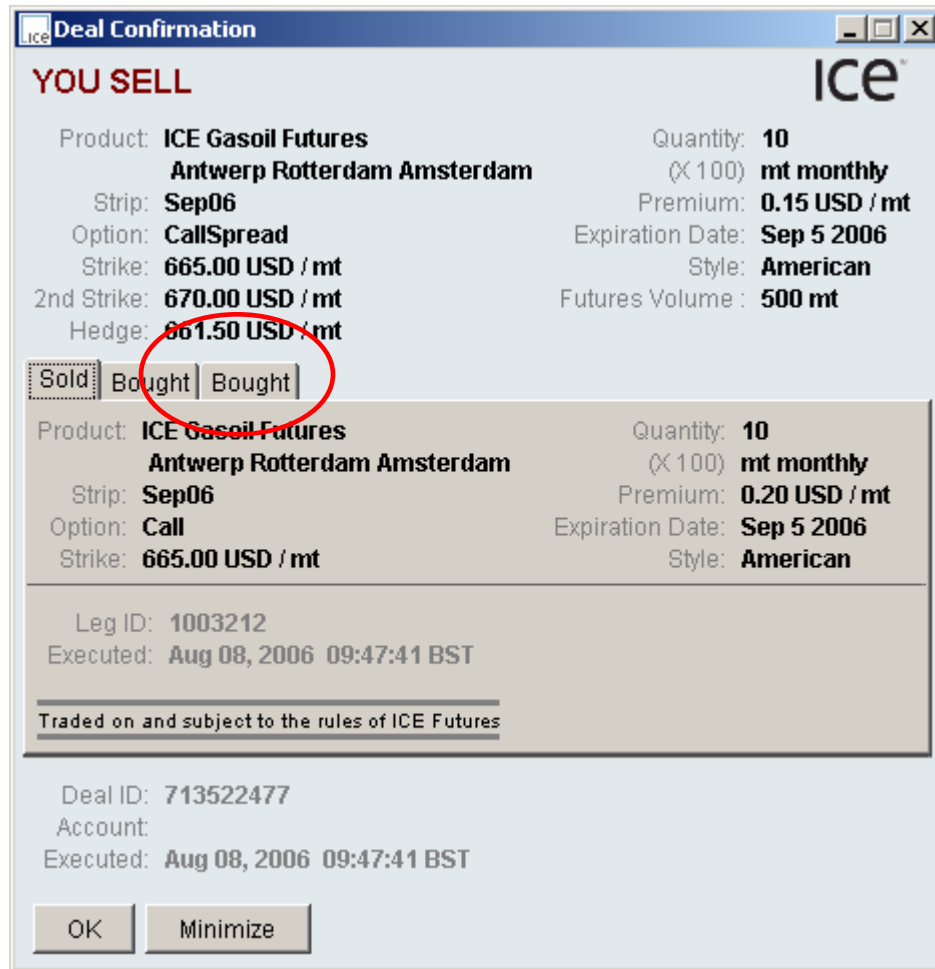 ice Deal Confirmation
YOU SELL
ice
Product: ICE Gasoil Futures Quantity: 10
Antwerp Rotterdam Amsterdam (X 100) mt monthly
Strip: Sep06 Premium: 0.15 USD / mt
Option: CallSpread Expiration Date: Sep 5 2006
Strike: 665.00 USD / mt Style: American
2nd Strike: 670.00 USD / mt Futures Volume : 500 mt
Hedge: 661.50 USD / mt
Sold Bought Bought
Product: ICE Gasoil Futures Quantity: 10
Antwerp Rotterdam Amsterdam (X 100) mt monthly
Strip: Sep06 Premium: 0.20 USD / mt
Option: Call Expiration Date: Sep 5 2006
Strike: 665.00 USD / mt Style: American
Leg ID: 1003212
Executed: Aug 08, 2006 09:47:41 BST
Traded on and subject to the rules of ICE Futures
Deal ID: 713522477
Account:
Executed: Aug 08, 2006 09:47:41 BST
OK Minimize